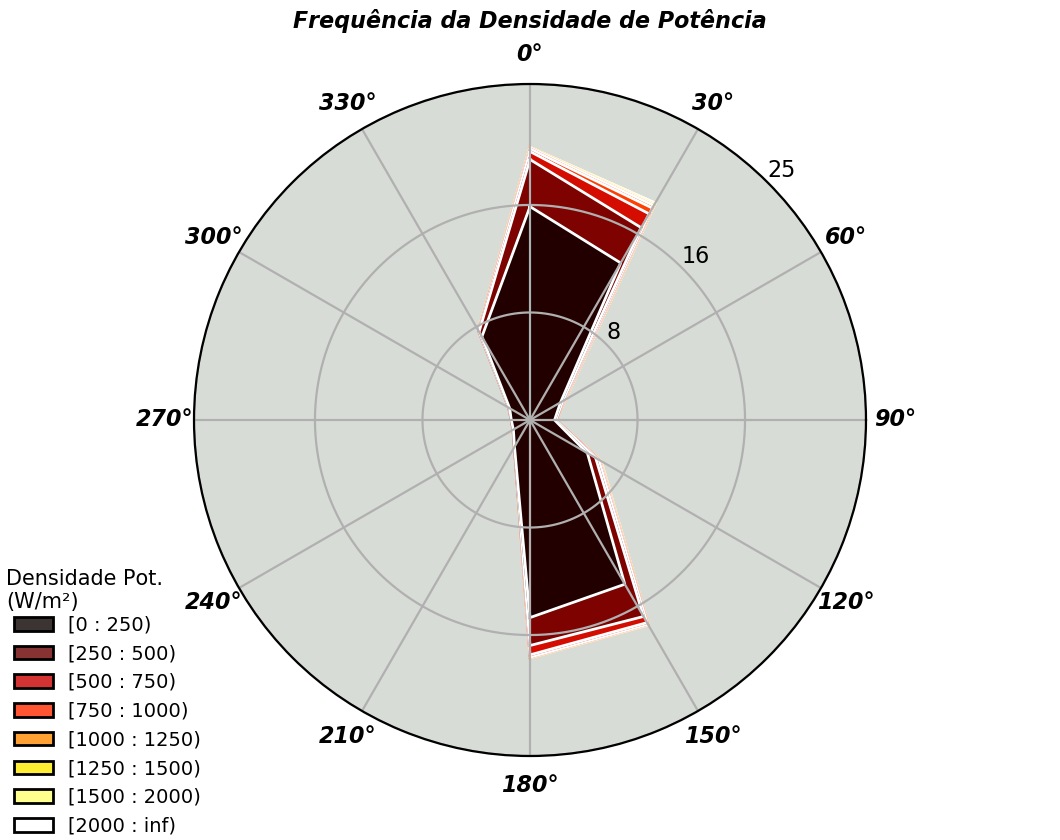 Frequência da Densidade de Potência
0°
330°
30°
25
300°
60°
16
8
270°
90°
240°
120°
210°
150°
180°
Densidade Pot.
(W/m²)
[0 : 250)
[250 : 500)
[500 : 750)
[750 : 1000)
[1000 : 1250)
[1250 : 1500)
[1500 : 2000)
[2000 : inf)